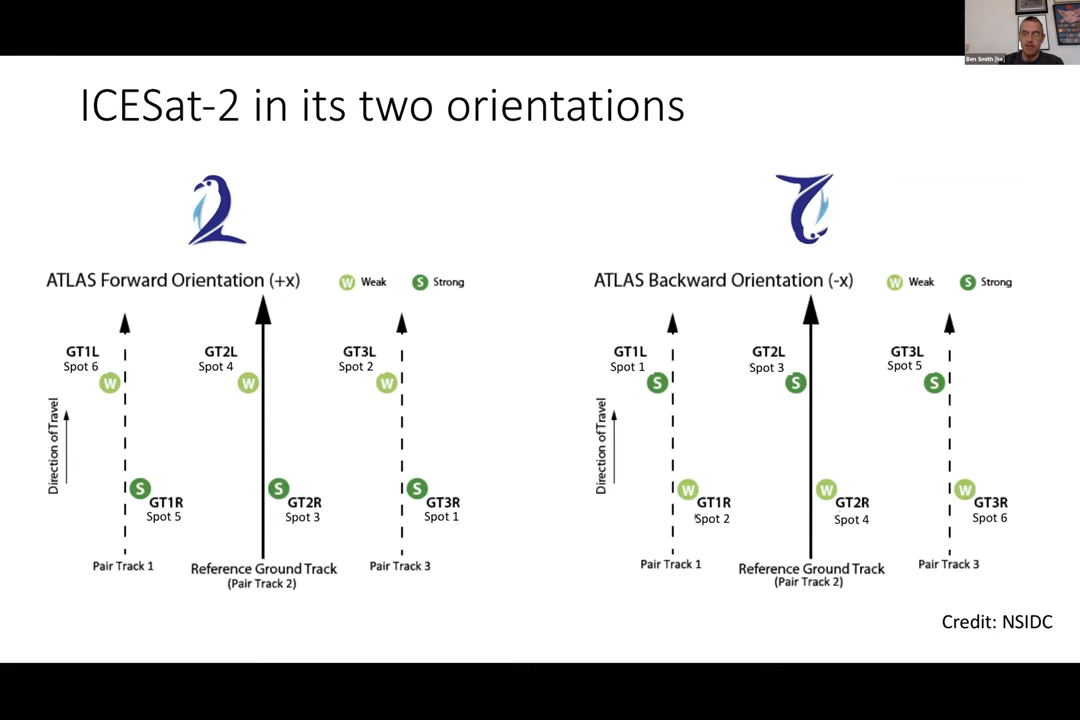 Ben Smith [he]
ICESat-2 in its two orientations
ATLAS Forward Orientation (+x)
W Weak
S Strong
GT1L
Spot 6
W
GT2L
Spot 4
W
GT3L
Spot 2
W
Direction of Travel
S
GT1R
Spot 5
S
GT2R
Spot 3
S
GT3R
Spot 1
Pair Track 1
Reference Ground Track
(Pair Track 2)
Pair Track 3
ATLAS Backward Orientation (-x)
W Weak
S Strong
GT1L
Spot 1
S
GT2L
Spot 3
S
GT3L
Spot 5
S
Direction of Travel
W
GT1R
Spot 2
W
GT2R
Spot 4
W
GT3R
Spot 6
Pair Track 1
Reference Ground Track
(Pair Track 2)
Pair Track 3
Credit: NSIDC